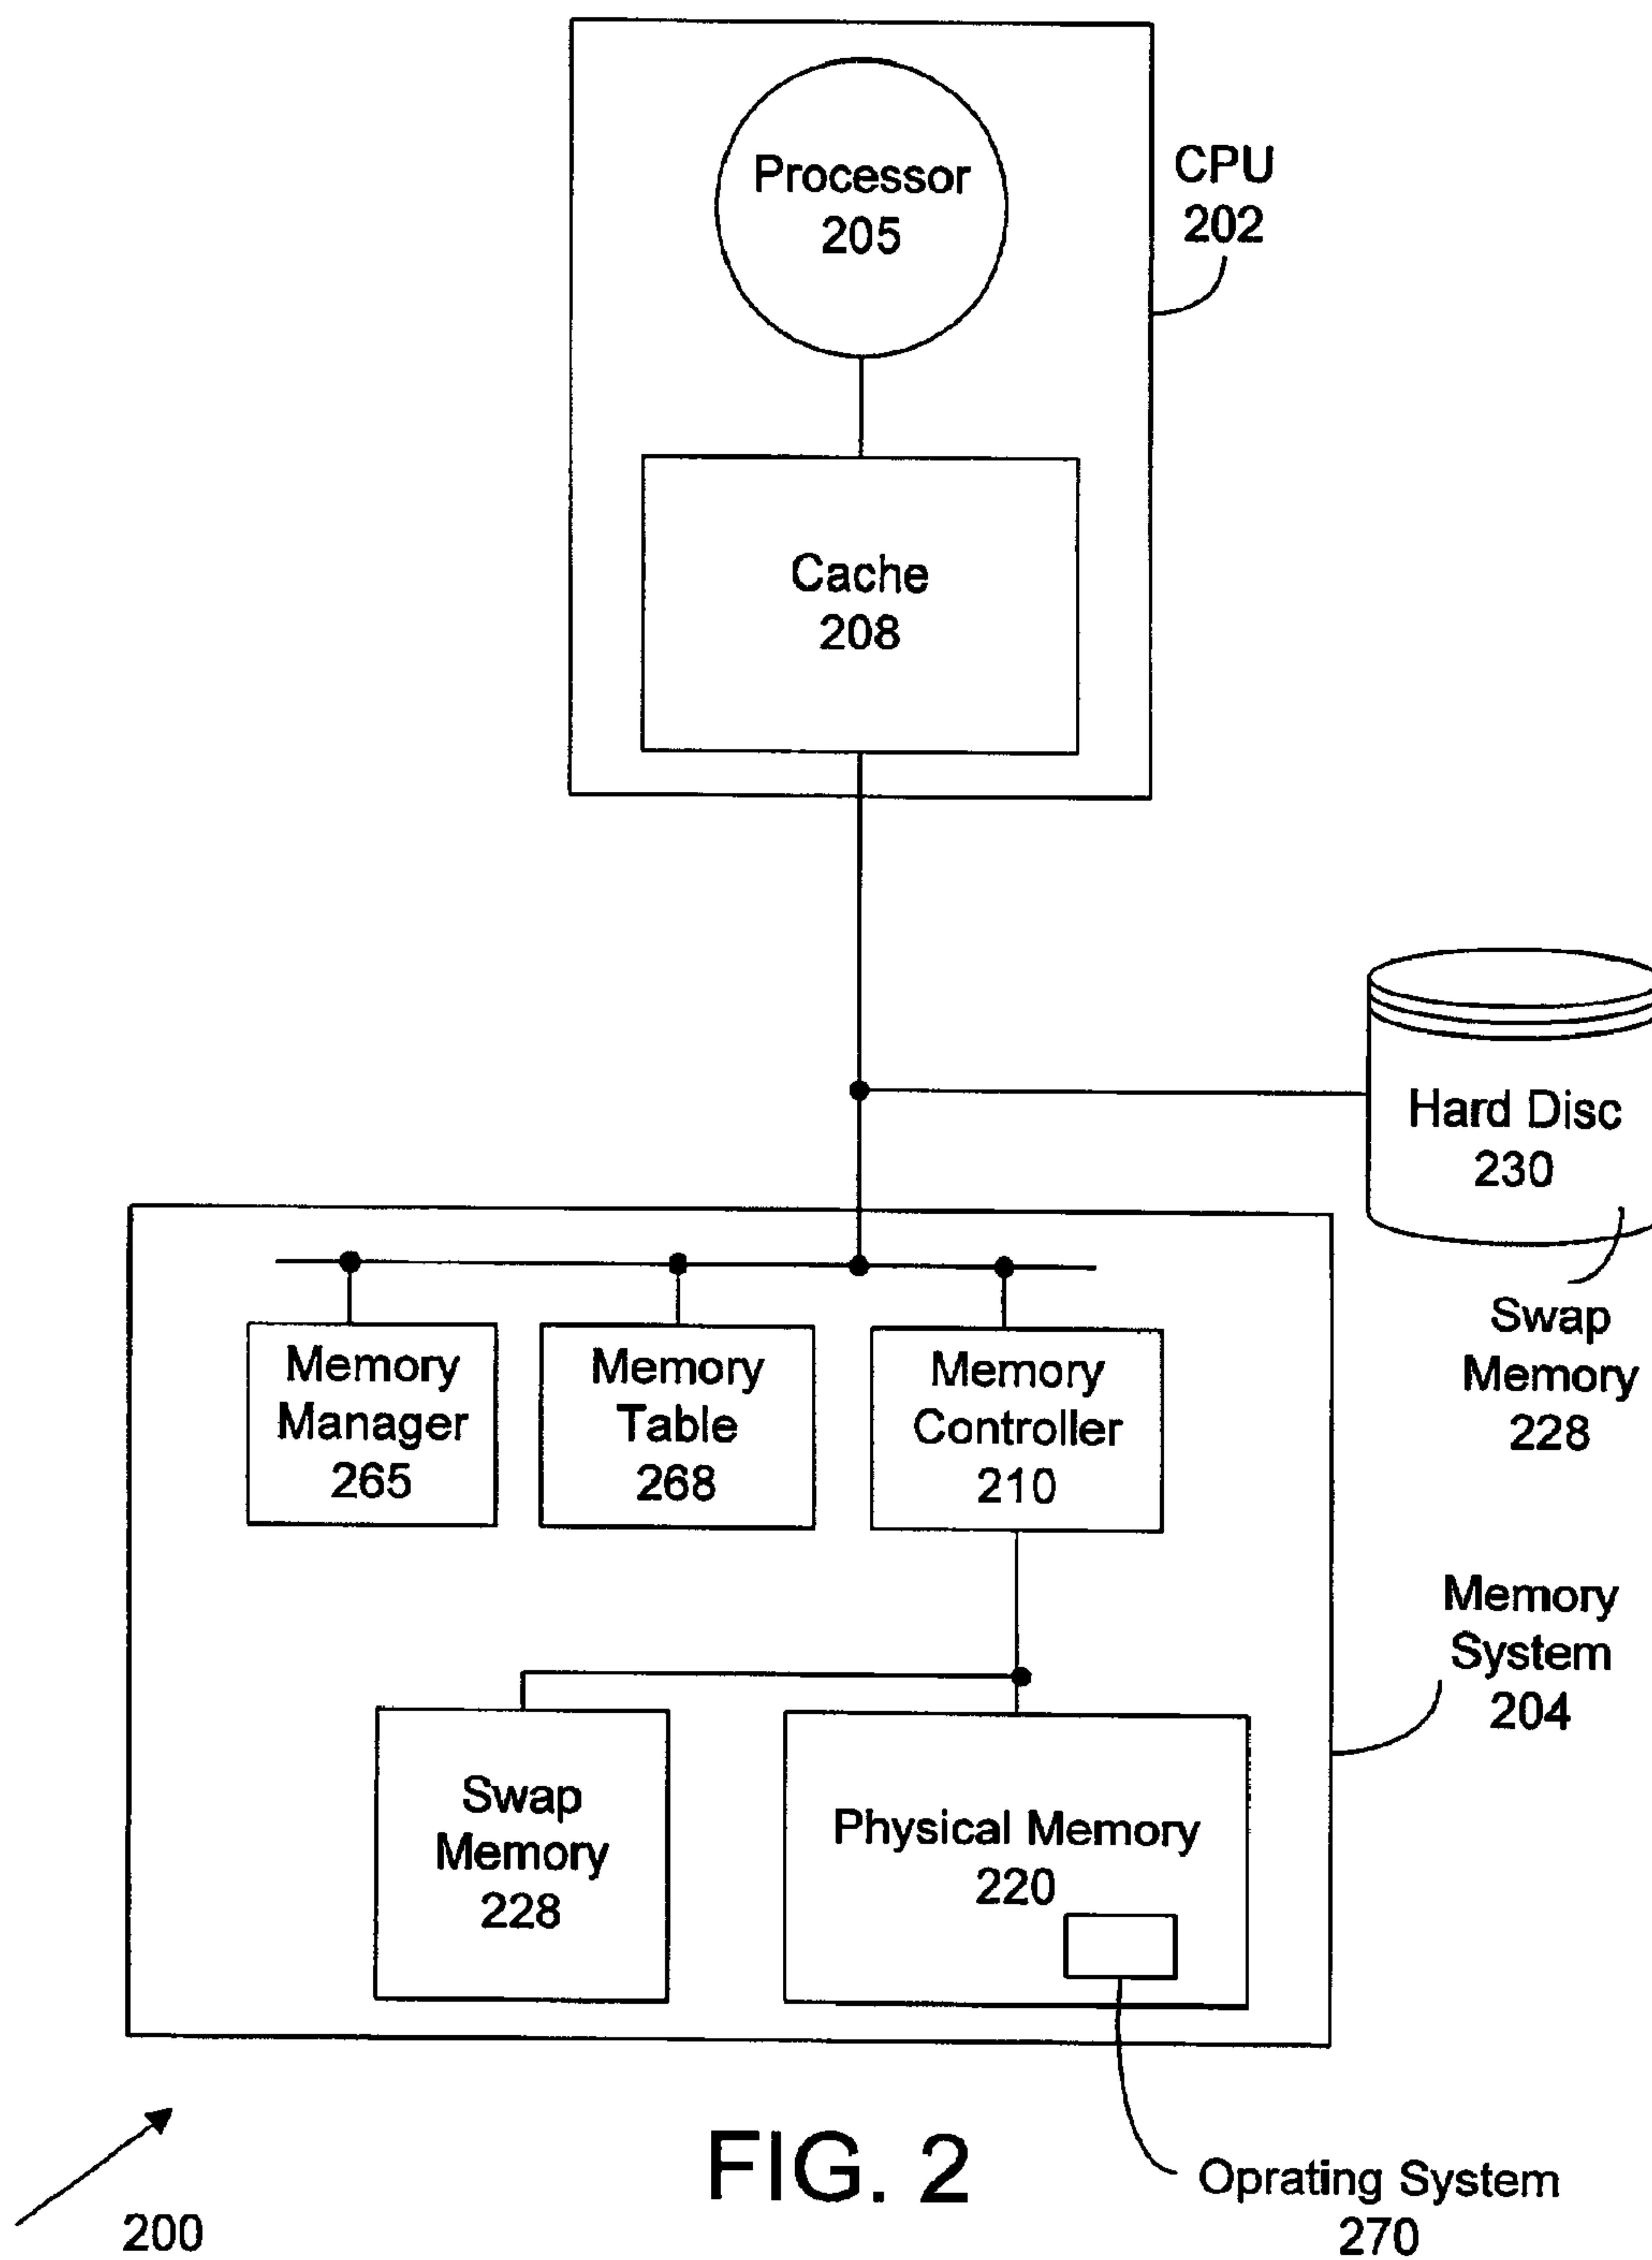 Processor
205
CPU
202
Cache
208
Hard Disc
230
Swap
Memory
228
Memory
Manager
265
Memory
Table
268
Memory
Controller
210
Memory
System
204
Swap
Memory
228
Physical Memory
220
FIG. 2
Oprating System
270
200